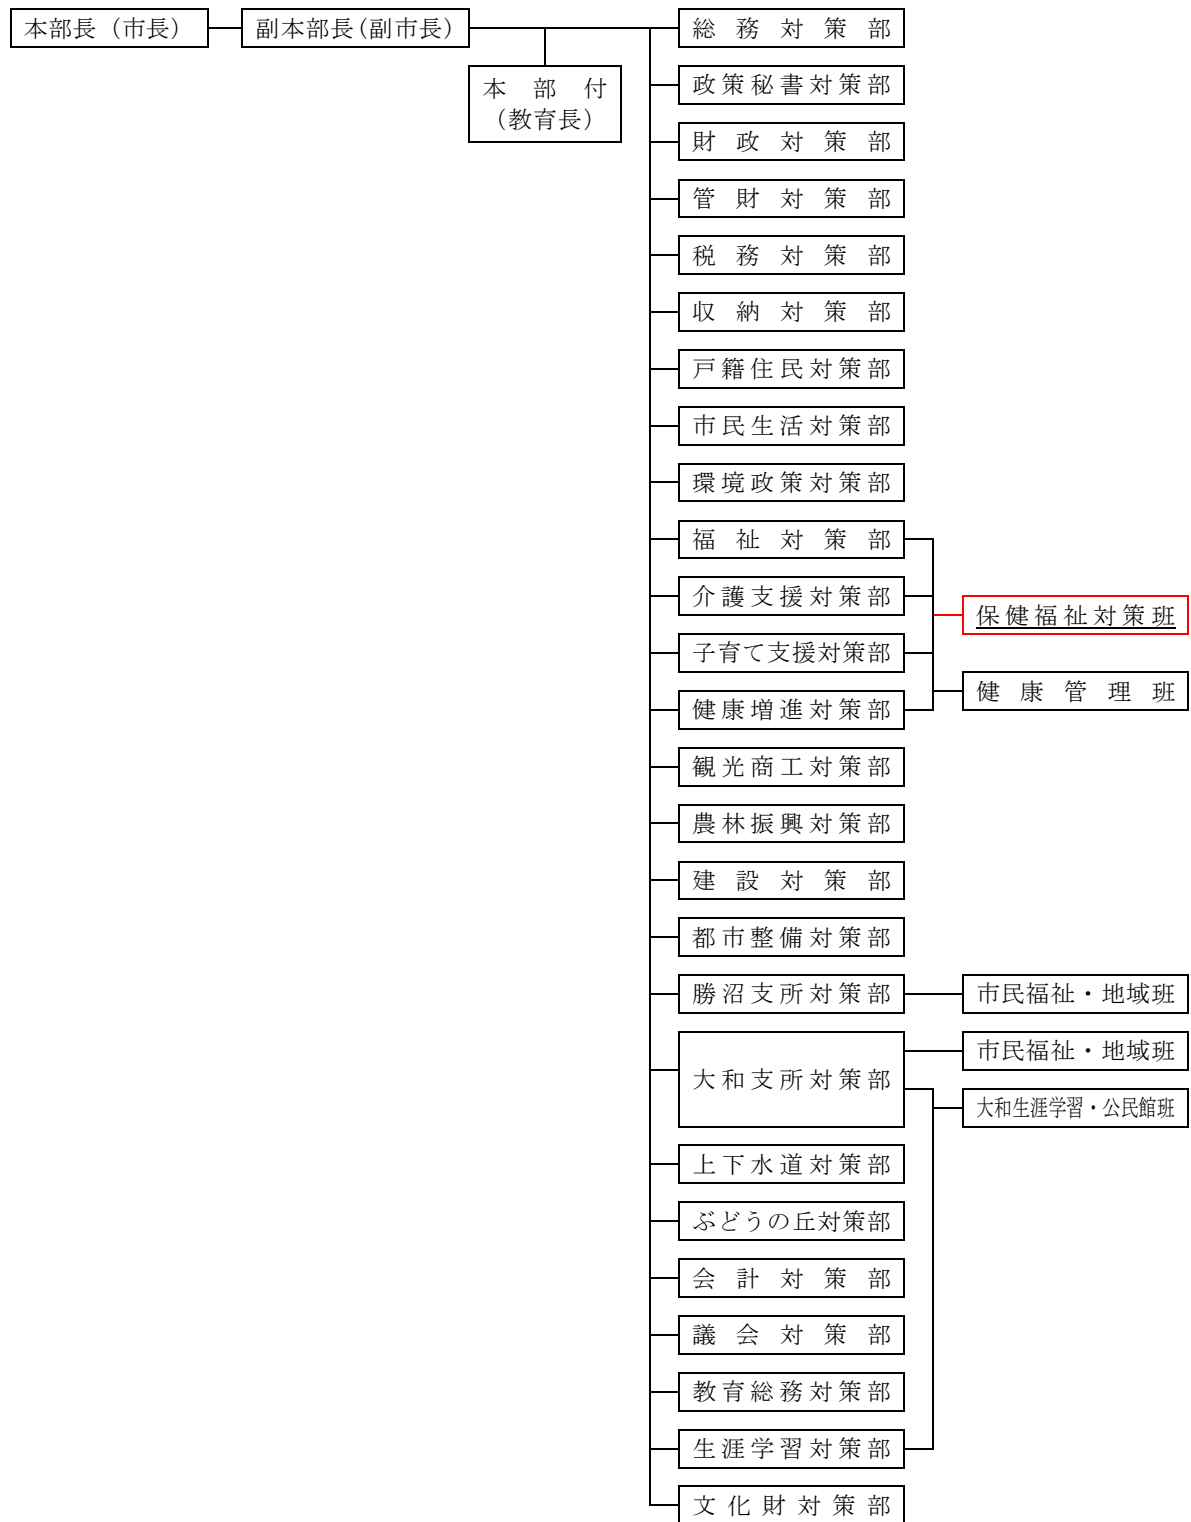 本部長（市長）
副本部長（副市長）
本部付
（教育長）
総務対策部
政策秘書対策部
財政対策部
管財対策部
税務対策部
収納対策部
戸籍住民対策部
市民生活対策部
環境政策対策部
福祉対策部
介護支援対策部
保健福祉対策班
子育て支援対策部
健康管理班
健康増進対策部
観光商工対策部
農林振興対策部
建設対策部
都市整備対策部
勝沼支所対策部
市民福祉・地域班
大和支所対策部
市民福祉・地域班
大和生涯学習・公民館班
上下水道対策部
ぶどうの丘対策部
会計対策部
議会対策部
教育総務対策部
生涯学習対策部
文化財対策部